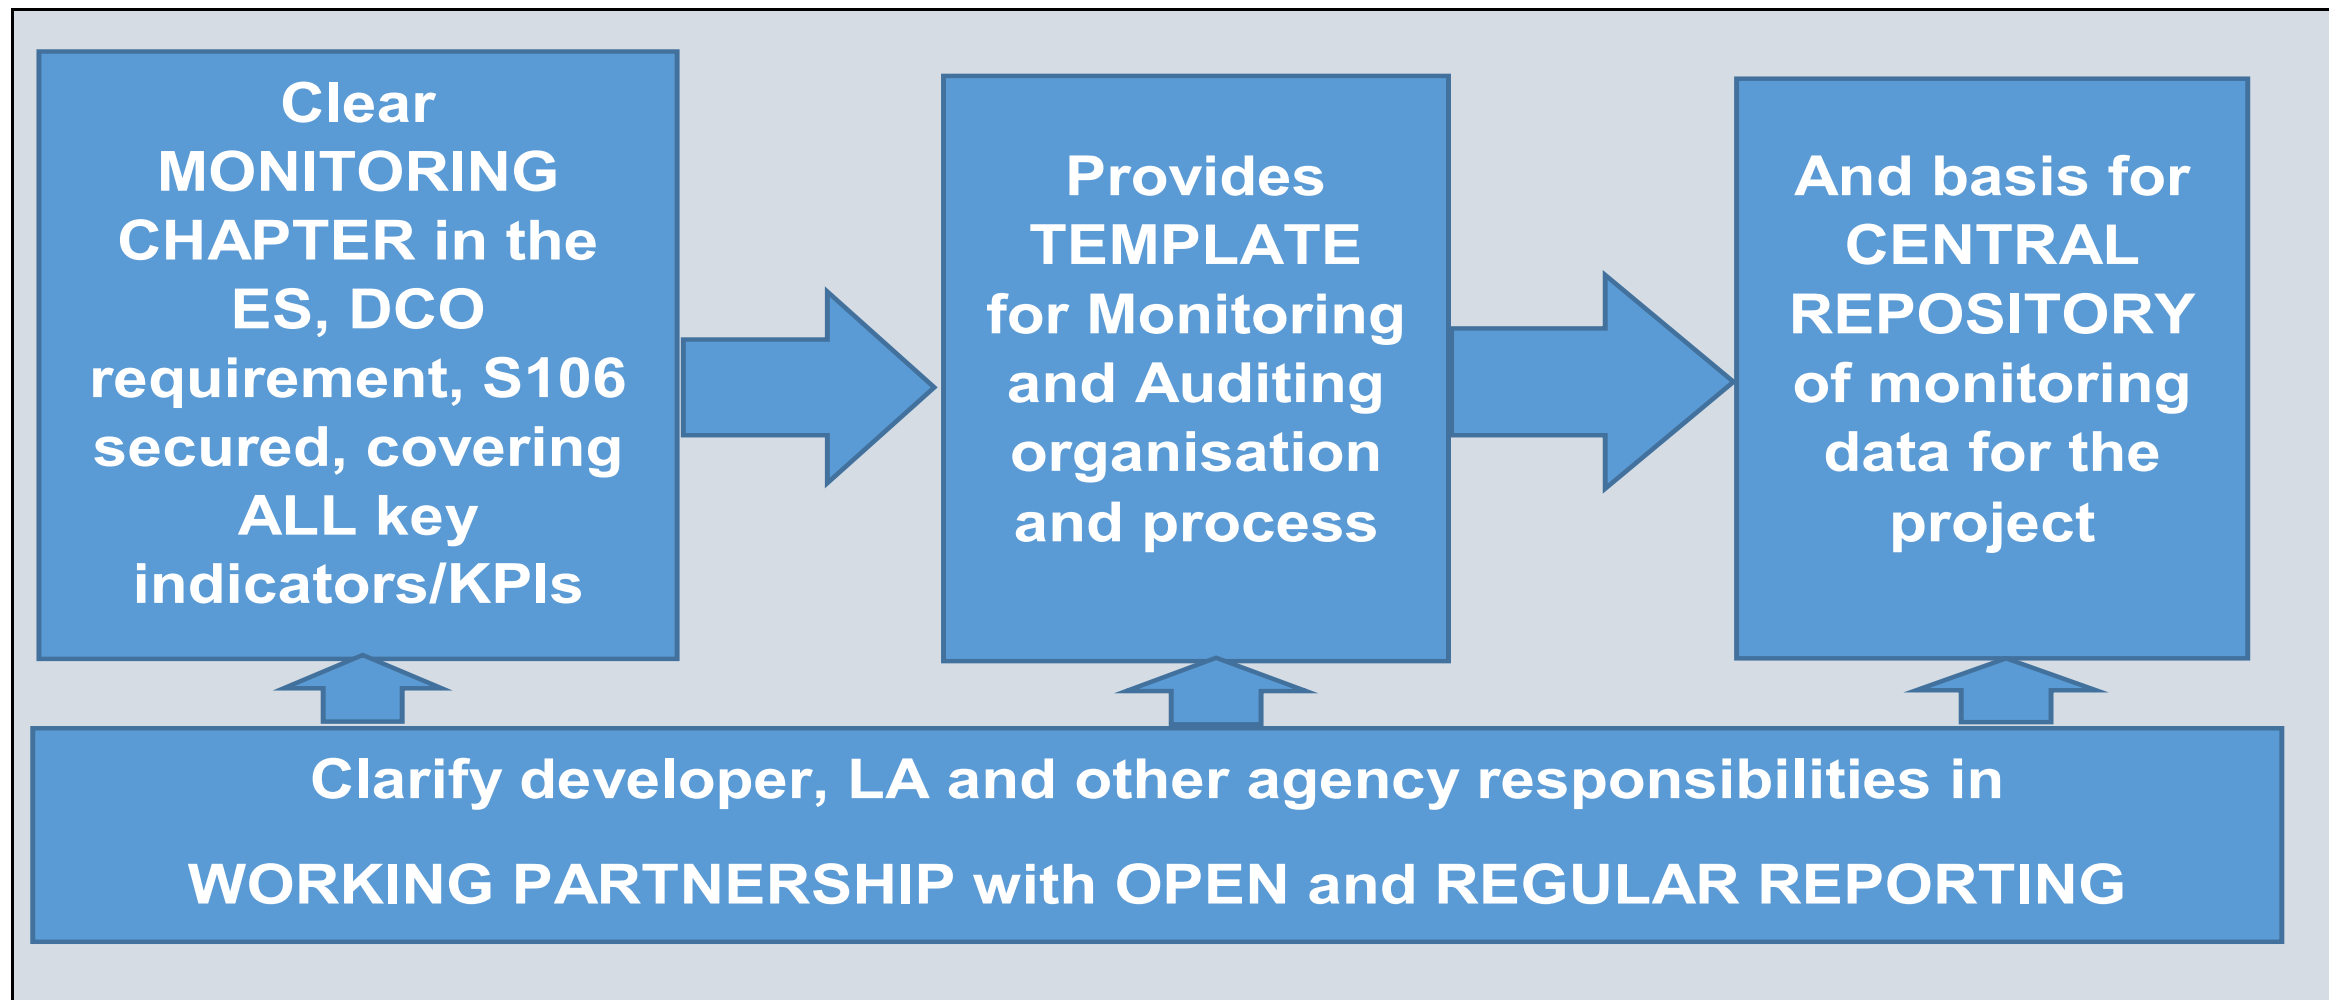 Clear
MONITORING
CHAPTER in the
ES, DCO
requirement, S106
secured, covering
ALL key
indicators/KPIs
Provides
TEMPLATE
for Monitoring
and Auditing
organisation
and process
And basis for
CENTRAL
REPOSITORY
of monitoring
data for the
project
Clarify developer, LA and other agency responsibilities in
WORKING PARTNERSHIP with OPEN and REGULAR REPORTING